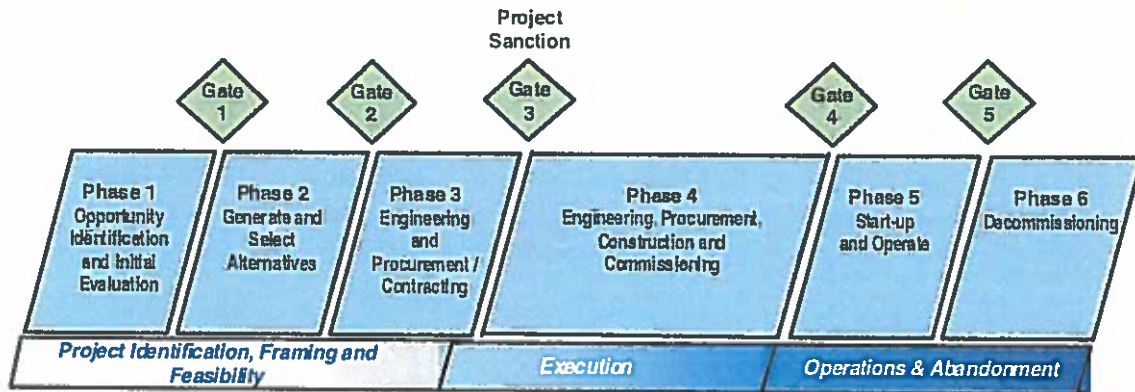 Project
Sanction
Gate
1
Gate
2
Gate
3
Gate
4
Gate
5
Phase 1
Opportunity
Identification
and Initial
Evaluation
Phase 2
Generate and
Select
Alternatives
Phase 3
Engineering
and
Procurement /
Contracting
Phase 4
Engineering, Procurement,
Construction and
Commissioning
Phase 5
Start-up
and Operate
Phase 6
Decommissioning
Project Identification, Framing and
Feasibility
Execution
Operations & Abandonment